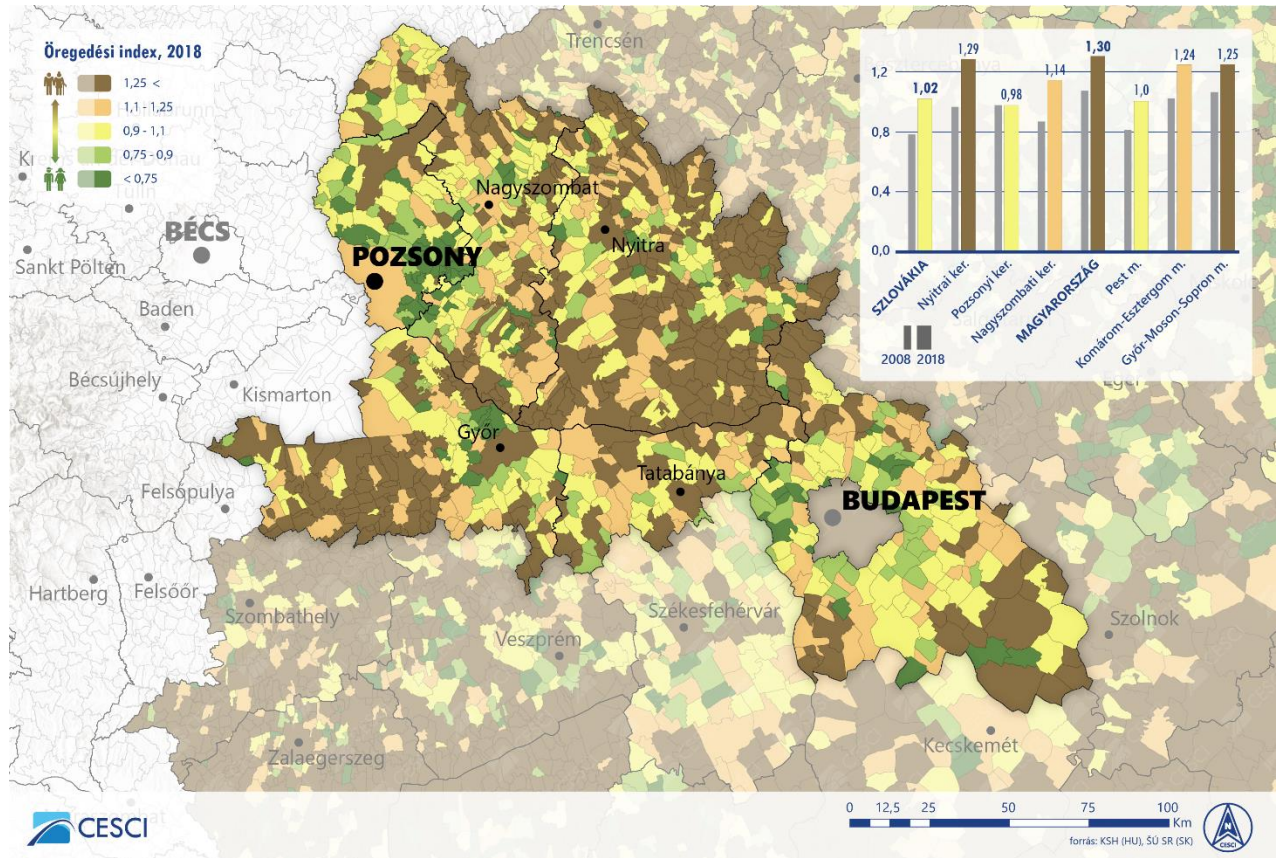 Öregedési index, 2018
1,25 <
1,1 - 1,25
0,9 - 1,1
0,75 - 0,9
< 0,75
Trencsén
1,2
0,8
0,4
0,0
1,02
1,29
0,98
1,14
1,30
1,0
1,24
1,25
SZLOVÁKIA
Nyitrai ker.
Pozsonyi ker.
Nagyszombati ker.
MAGYARORSZÁG
Pest m.
Komárom-Esztergom m.
Győr-Moson-Sopron m.
2008 2018
Tulln
Nagyszombat
BÉCS
Nyitra
Sankt Pölten
POZSONY
Baden
Bécsújhely
Kismarton
Eger
Győr
Tatabánya
Felsőpulya
BUDAPEST
Hartberg
Felsőőr
Szombathely
Székesfehérvár
Szolnok
Veszprém
Zalaegerszeg
Kecskemét
CESCI
0 12,5 25 50 75 100
Km
forrás: KSH (HU), ŠÚ SR (SK)
N
CESCI